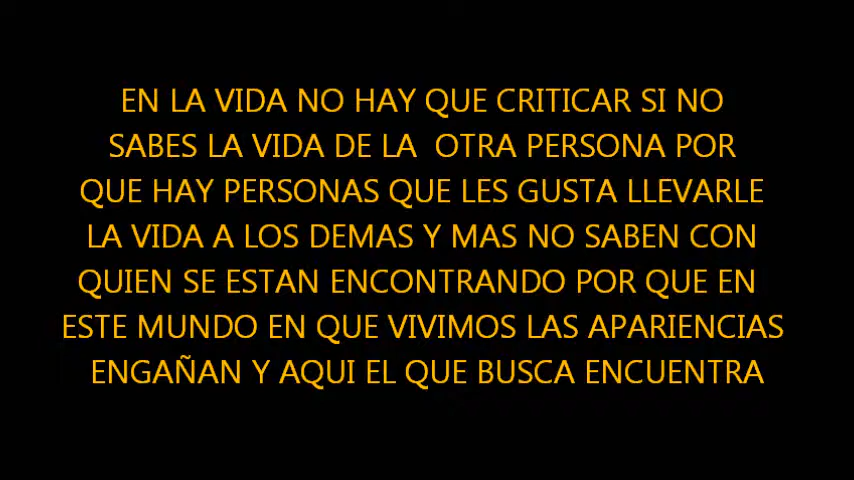 EN LA VIDA NO HAY QUE CRITICAR SI NO
SABES LA VIDA DE LA OTRA PERSONA POR
QUE HAY PERSONAS QUE LES GUSTA LLEVARLE
LA VIDA A LOS DEMAS Y MAS NO SABEN CON
QUIEN SE ESTAN ENCONTRANDO POR QUE EN
ESTE MUNDO EN QUE VIVIMOS LAS APARIENCIAS
ENGAÑAN Y AQUI EL QUE BUSCA ENCUENTRA